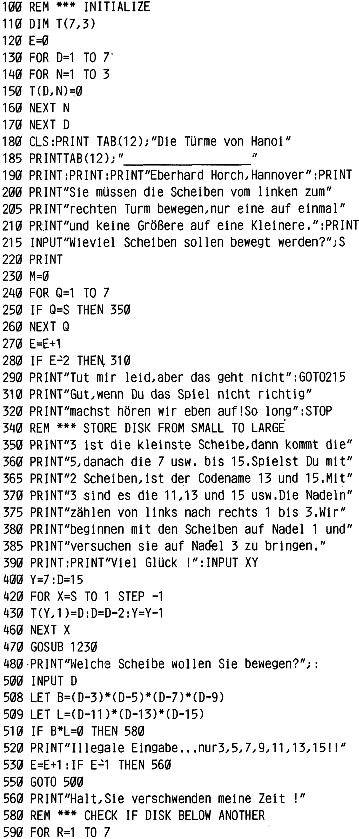 100 REM *** INITIALIZE
110 DIM T(7,3)
120 E=0
130 FOR D=1 TO 7
140 FOR N=1 TO 3
150 T(D,N)=0
160 NEXT N
170 NEXT D
180 CLS:PRINT TAB(12);"Die Türme von Hanoi"
185 PRINTTAB(12);"___________________"
190 PRINT:PRINT:PRINT"Eberhard Horch,Hannover":PRINT
200 PRINT"Sie müssen die Scheiben vom linken zum"
205 PRINT"rechten Turm bewegen,nur eine auf einmal"
210 PRINT"und keine Größere auf eine Kleinere.":PRINT
215 INPUT"Wieviel Scheiben sollen bewegt werden?";S
220 PRINT
230 M=0
240 FOR Q=1 TO 7
250 IF Q=S THEN 350
260 NEXT Q
270 E=E+1
280 IF E-2 THEN 310
290 PRINT"Tut mir leid,aber das geht nicht":GOTO215
310 PRINT"Gut,wenn Du das Spiel nicht richtig"
320 PRINT"machst hören wir eben auf!So long":STOP
340 REM *** STORE DISK FROM SMALL TO LARGE
350 PRINT"3 ist die kleinste Scheibe,dann kommt die"
360 PRINT"5,danach die 7 usw. bis 15.Spielst Du mit"
365 PRINT"2 Scheiben,ist der Codename 13 und 15.Mit"
370 PRINT"3 sind es die 11,13 und 15 usw.Die Nadeln"
375 PRINT"zählen von links nach rechts 1 bis 3.Wir"
380 PRINT"beginnen mit den Scheiben auf Nadel 1 und"
385 PRINT"versuchen sie auf Nadel 3 zu bringen."
390 PRINT:PRINT"Viel Glück !":INPUT XY
400 Y=7:D=15
420 FOR X=S TO 1 STEP -1
430 T(Y,1)=D:D=D-2:Y=Y-1
460 NEXT X
470 GOSUB 1230
480 PRINT"Welche Scheibe wollen Sie bewegen?";:
500 INPUT D
508 LET B=(D-3)*(D-5)*(D-7)*(D-9)
509 LET L=(D-11)*(D-13)*(D-15)
510 IF B*L=0 THEN 580
520 PRINT"Illegale Eingabe...nur3,5,7,9,11,13,15!!"
530 E=E+1:IF E-1 THEN 560
550 GOTO 500
560 PRINT"Halt,Sie verschwenden meine Zeit !"
580 REM *** CHECK IF DISK BELOW ANOTHER
590 FOR R=1 TO 7